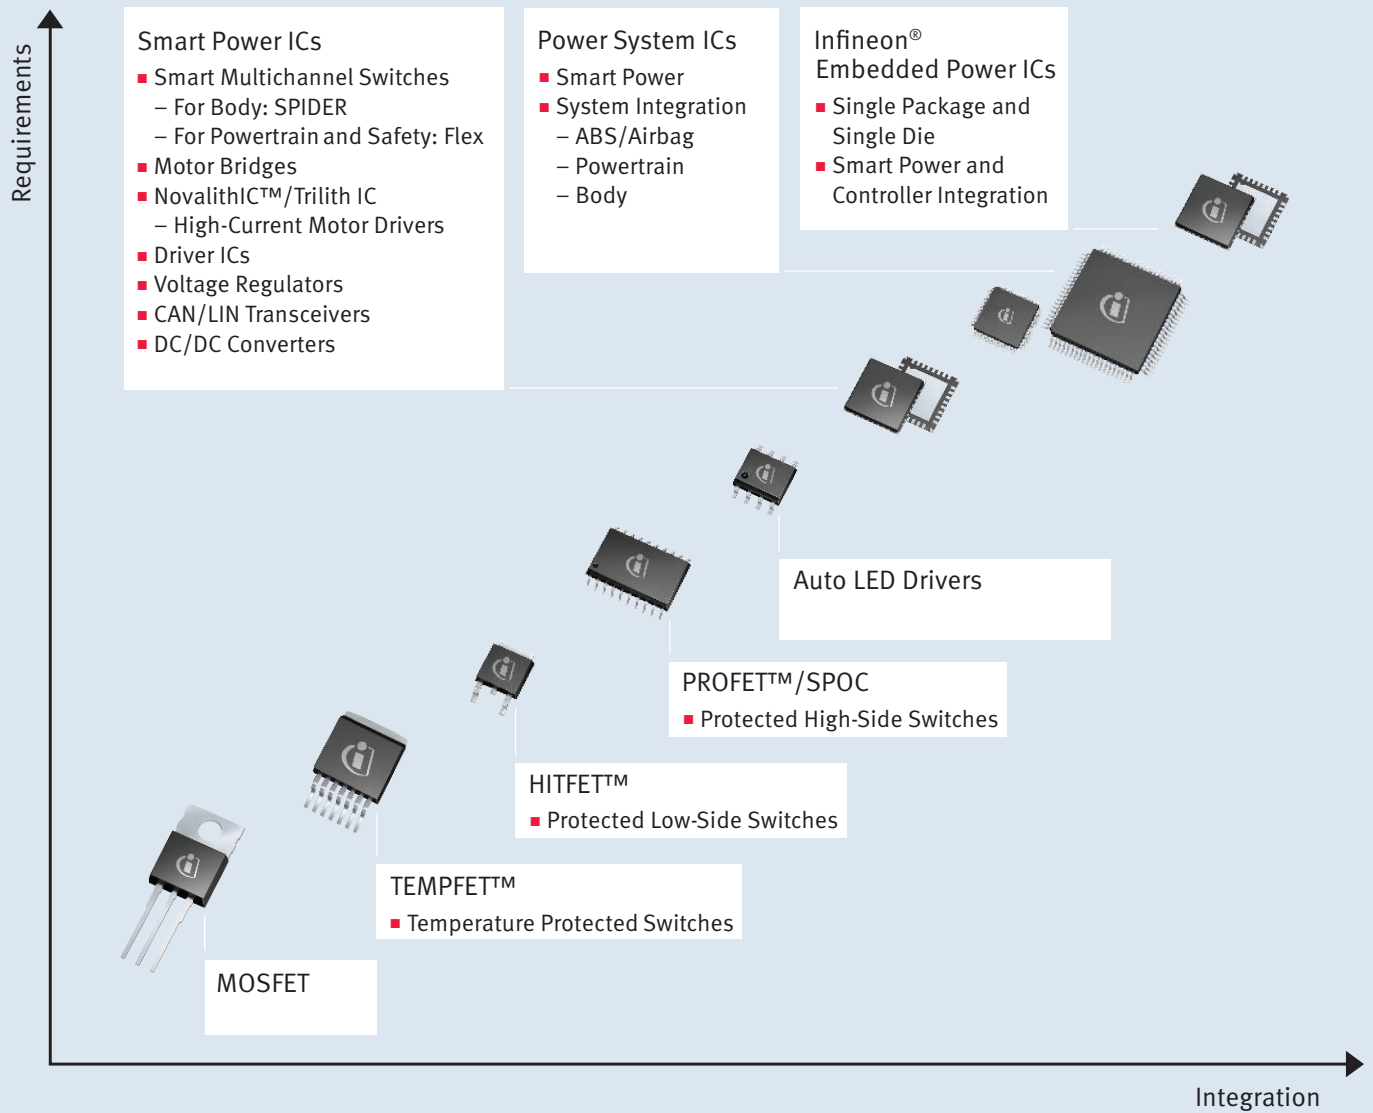 Requirements
Smart Power ICs
■ Smart Multichannel Switches
– For Body: SPIDER
– For Powertrain and Safety: Flex
■ Motor Bridges
■ NovalithIC™/Trilith IC
– High-Current Motor Drivers
■ Driver ICs
■ Voltage Regulators
■ CAN/LIN Transceivers
■ DC/DC Converters
Power System ICs
■ Smart Power
■ System Integration
– ABS/Airbag
– Powertrain
– Body
Infineon®
Embedded Power ICs
■ Single Package and
Single Die
■ Smart Power and
Controller Integration
Auto LED Drivers
PROFET™/SPOC
■ Protected High-Side Switches
HITFET™
■ Protected Low-Side Switches
TEMPFET™
■ Temperature Protected Switches
MOSFET
Integration